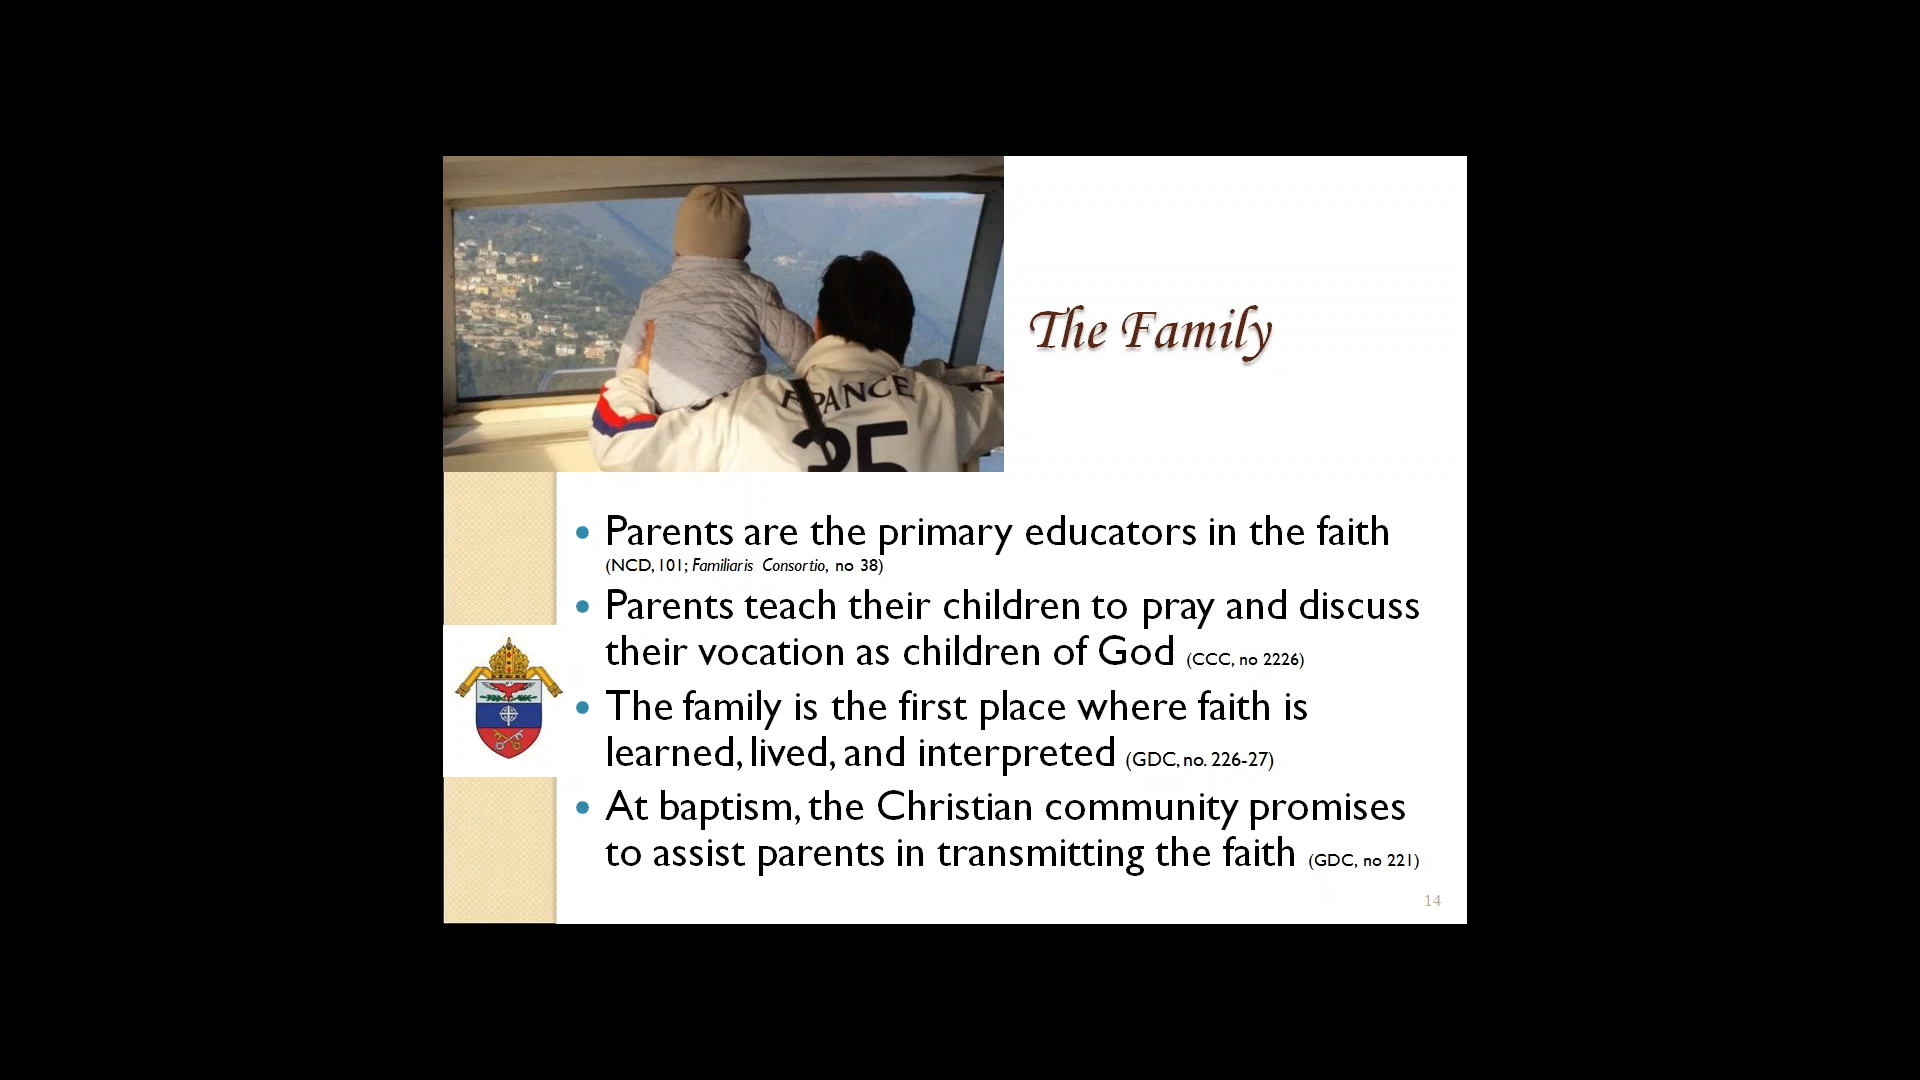 FRANCE
35
The Family
Parents are the primary educators in the faith
(NCD, 101; Familiaris Consortio, no 38)
Parents teach their children to pray and discuss
their vocation as children of God (CCC, no 2226)
The family is the first place where faith is
learned, lived, and interpreted (GDC, no. 226-27)
At baptism, the Christian community promises
to assist parents in transmitting the faith (GDC, no 221)
14